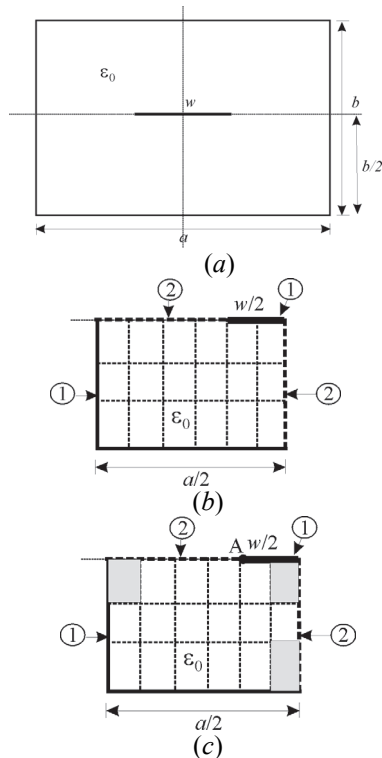 ε₀
w
b
b/2
a
(a)
② w/2 ①
① ε₀ ②
a/2
(b)
② A w/2 ①
① ε₀ ②
a/2
(c)